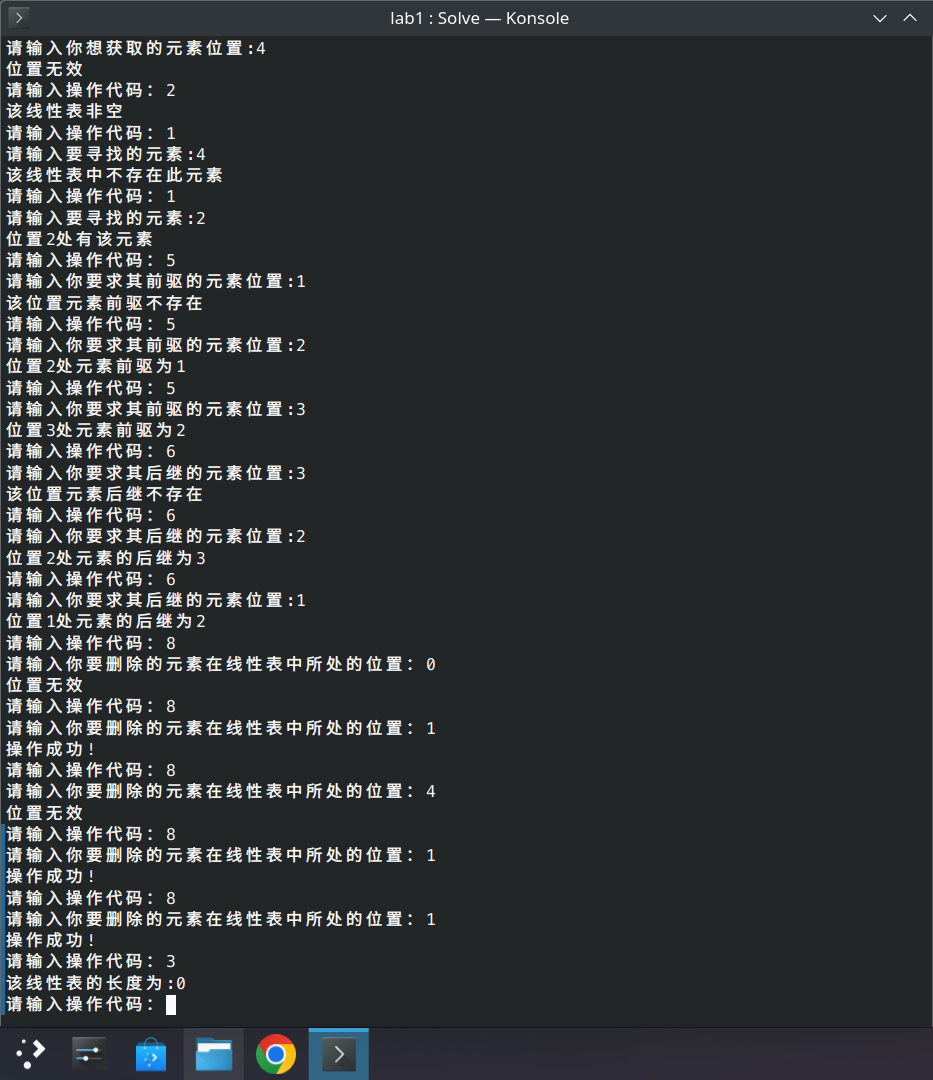 lab1 : Solve — Konsole
请输入你想获取的元素位置:4
位置无效
请输入操作代码: 2
该线性表非空
请输入操作代码: 1
请输入要寻找的元素:4
该线性表中不存在此元素
请输入操作代码: 1
请输入要寻找的元素:2
位置2处有该元素
请输入操作代码: 5
请输入你要求其前驱的元素位置:1
该位置元素前驱不存在
请输入操作代码: 5
请输入你要求其前驱的元素位置:2
位置2处元素前驱为1
请输入操作代码: 5
请输入你要求其前驱的元素位置:3
位置3处元素前驱为2
请输入操作代码: 6
请输入你要求其后继的元素位置:3
该位置元素后继不存在
请输入操作代码: 6
请输入你要求其后继的元素位置:2
位置2处元素的后继为3
请输入操作代码: 6
请输入你要求其后继的元素位置:1
位置1处元素的后继为2
请输入操作代码: 8
请输入你要删除的元素在线性表中所处的位置: 0
位置无效
请输入操作代码: 8
请输入你要删除的元素在线性表中所处的位置: 1
操作成功!
请输入操作代码: 8
请输入你要删除的元素在线性表中所处的位置: 4
位置无效
请输入操作代码: 8
请输入你要删除的元素在线性表中所处的位置: 1
操作成功!
请输入操作代码: 8
请输入你要删除的元素在线性表中所处的位置: 1
操作成功!
请输入操作代码: 3
该线性表的长度为:0
请输入操作代码: